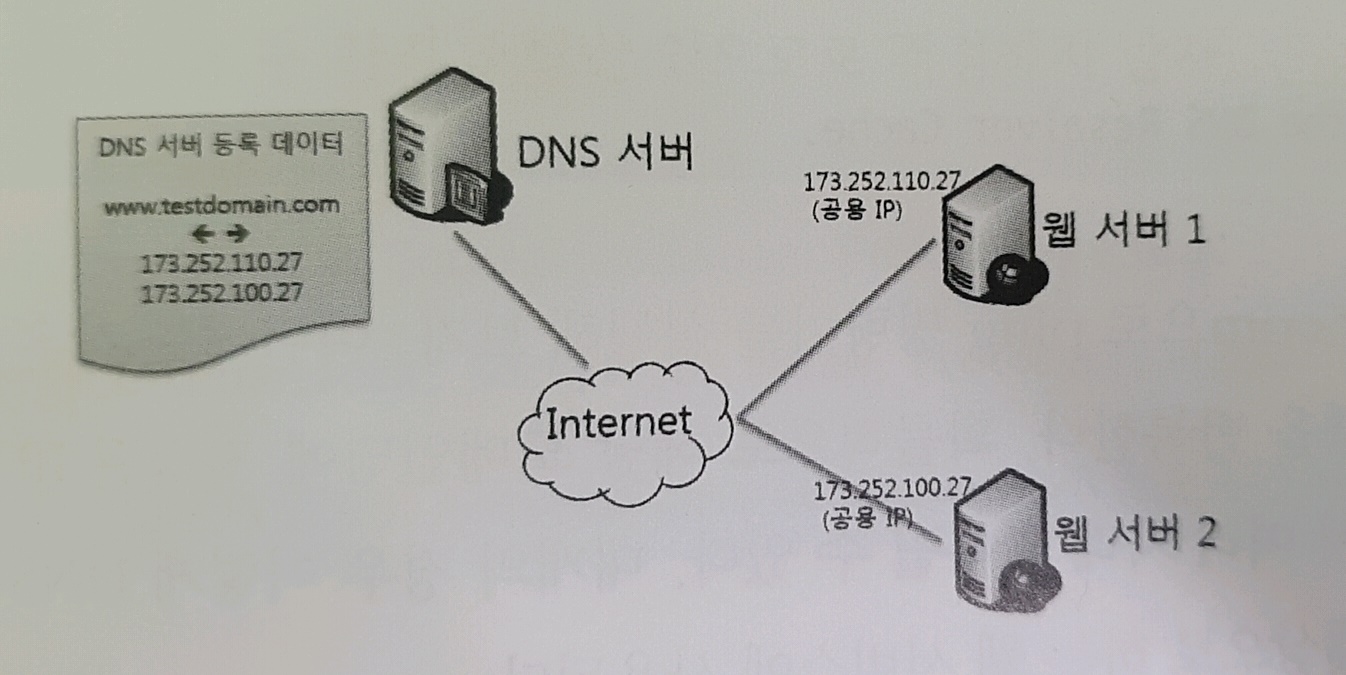 DNS 서버 등록 데이터
www.testdomain.com
173.252.110.27
173.252.100.27
DNS 서버
173.252.110.27
(공용 IP)
웹 서버 1
Internet
173.252.100.27
(공용 IP)
웹 서버 2